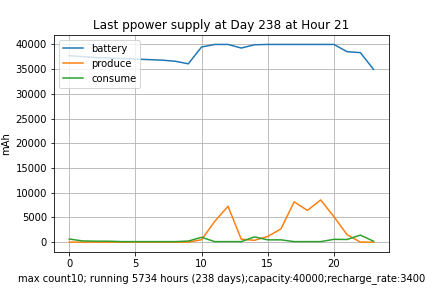 Last ppower supply at Day 238 at Hour 21
40000
35000
30000
25000
20000
15000
10000
5000
0
mAh
battery
produce
consume
0 5 10 15 20
max count10; running 5734 hours (238 days);capacity:40000;recharge_rate:3400